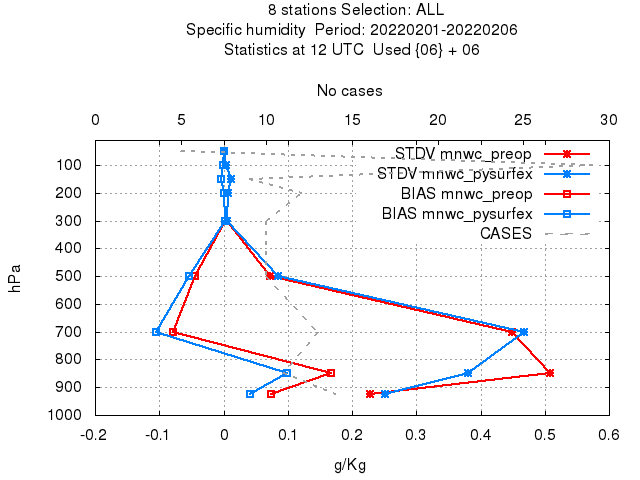 8 stations Selection: ALL
Specific humidity  Period: 20220201-20220206
Statistics at 12 UTC  Used {06} + 06
No cases
0 5 10 15 20 25 30
STDV mnwc_preop
STDV mnwc_pysurfex
BIAS mnwc_preop
BIAS mnwc_pysurfex
CASES
hPa
100
200
300
400
500
600
700
800
900
1000
-0.2 -0.1 0 0.1 0.2 0.3 0.4 0.5 0.6
g/Kg